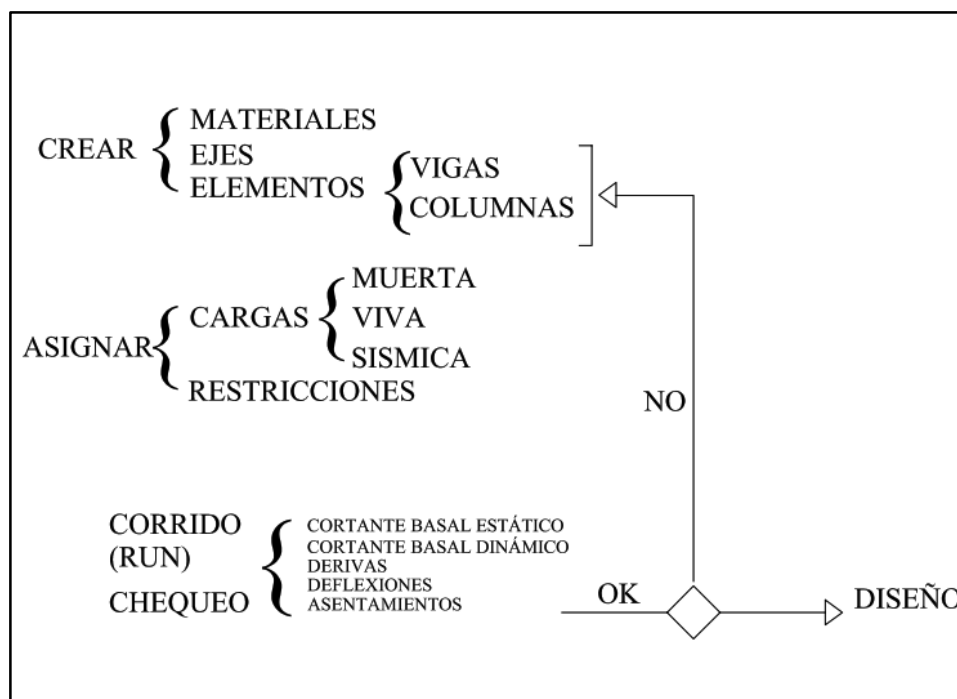 CREAR
MATERIALES
EJES
ELEMENTOS
VIGAS
COLUMNAS
ASIGNAR
CARGAS
MUERTA
VIVA
SISMICA
RESTRICCIONES
NO
CORRIDO
(RUN)
CHEQUEO
CORTANTE BASAL ESTÁTICO
CORTANTE BASAL DINÁMICO
DERIVAS
DEFLEXIONES
ASENTAMIENTOS
OK
DISEÑO